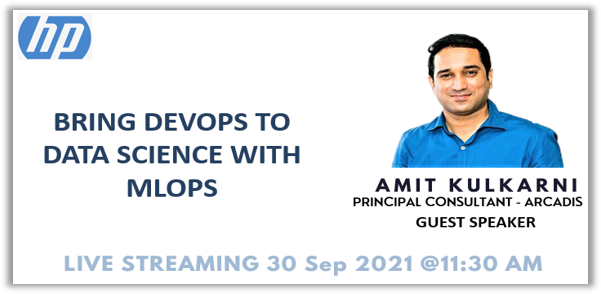 hp
BRING DEVOPS TO
DATA SCIENCE WITH
MLOPS
AMIT KULKARNI
PRINCIPAL CONSULTANT - ARCADIS
GUEST SPEAKER
LIVE STREAMING 30 Sep 2021 @11:30 AM